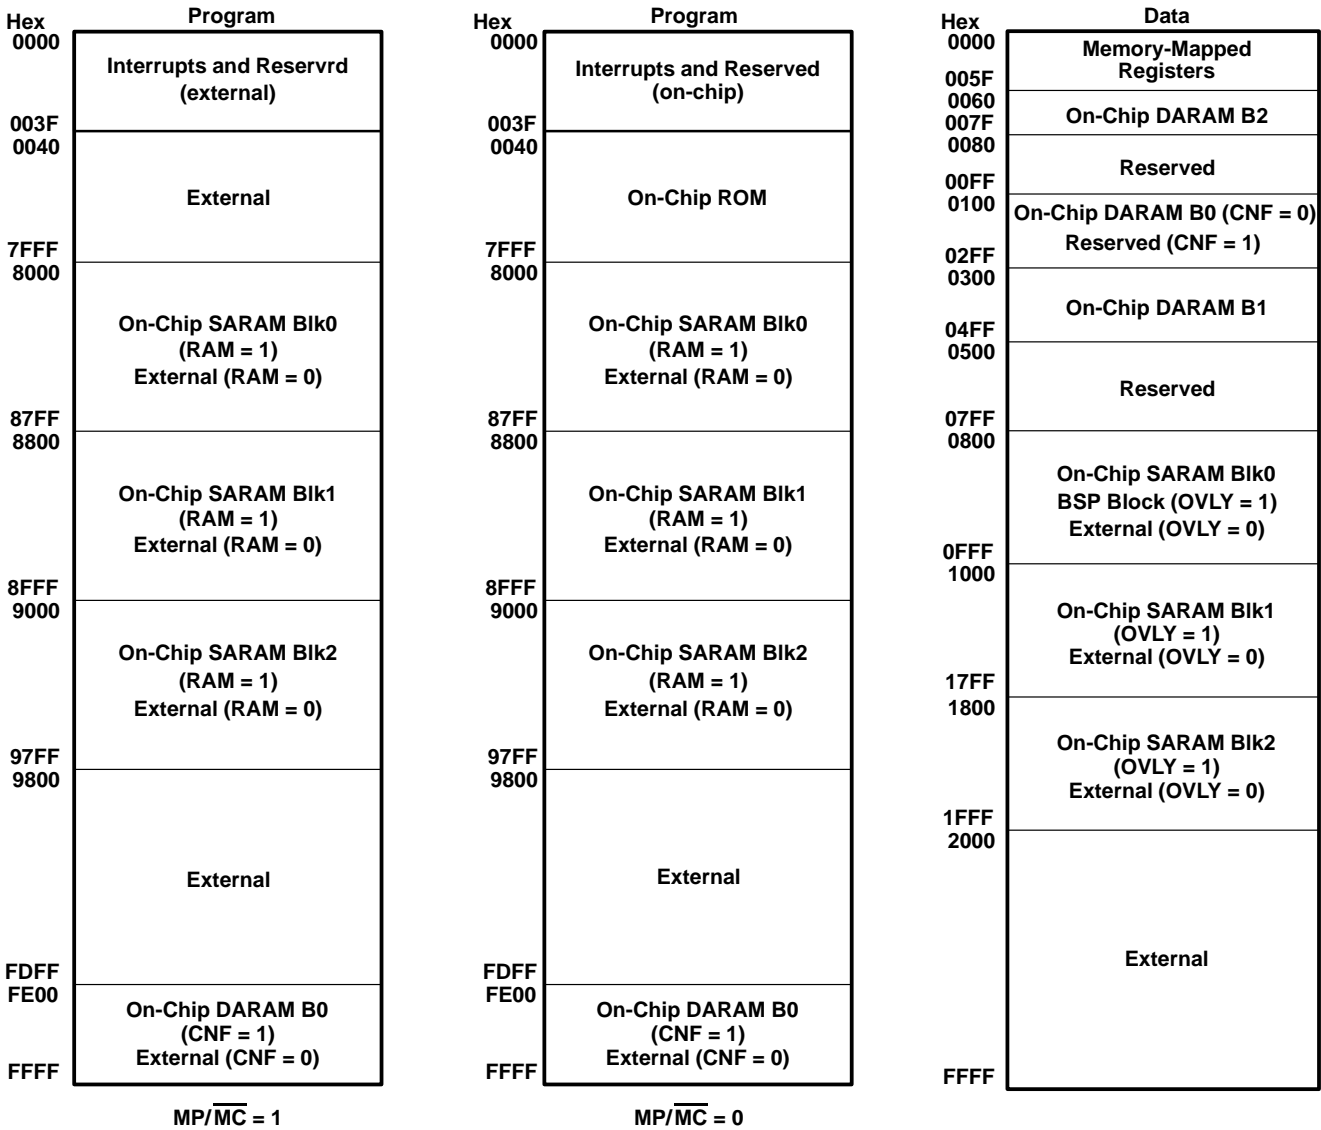 Hex
Program
0000
Interrupts and Reservrd
(external)
003F
0040
External
7FFF
8000
On-Chip SARAM Blk0
(RAM = 1)
External (RAM = 0)
87FF
8800
On-Chip SARAM Blk1
(RAM = 1)
External (RAM = 0)
8FFF
9000
On-Chip SARAM Blk2
(RAM = 1)
External (RAM = 0)
97FF
9800
External
FDFF
FE00
On-Chip DARAM B0
(CNF = 1)
External (CNF = 0)
FFFF
MP/M̅C̅ = 1
Hex
Program
0000
Interrupts and Reserved
(on-chip)
003F
0040
On-Chip ROM
7FFF
8000
On-Chip SARAM Blk0
(RAM = 1)
External (RAM = 0)
87FF
8800
On-Chip SARAM Blk1
(RAM = 1)
External (RAM = 0)
8FFF
9000
On-Chip SARAM Blk2
(RAM = 1)
External (RAM = 0)
97FF
9800
External
FDFF
FE00
On-Chip DARAM B0
(CNF = 1)
External (CNF = 0)
FFFF
MP/M̅C̅ = 0
Hex
Data
0000
Memory-Mapped
Registers
005F
0060
On-Chip DARAM B2
007F
0080
Reserved
00FF
0100
On-Chip DARAM B0 (CNF = 0)
Reserved (CNF = 1)
02FF
0300
On-Chip DARAM B1
04FF
0500
Reserved
07FF
0800
On-Chip SARAM Blk0
BSP Block (OVLY = 1)
External (OVLY = 0)
0FFF
1000
On-Chip SARAM Blk1
(OVLY = 1)
External (OVLY = 0)
17FF
1800
On-Chip SARAM Blk2
(OVLY = 1)
External (OVLY = 0)
1FFF
2000
External
FFFF